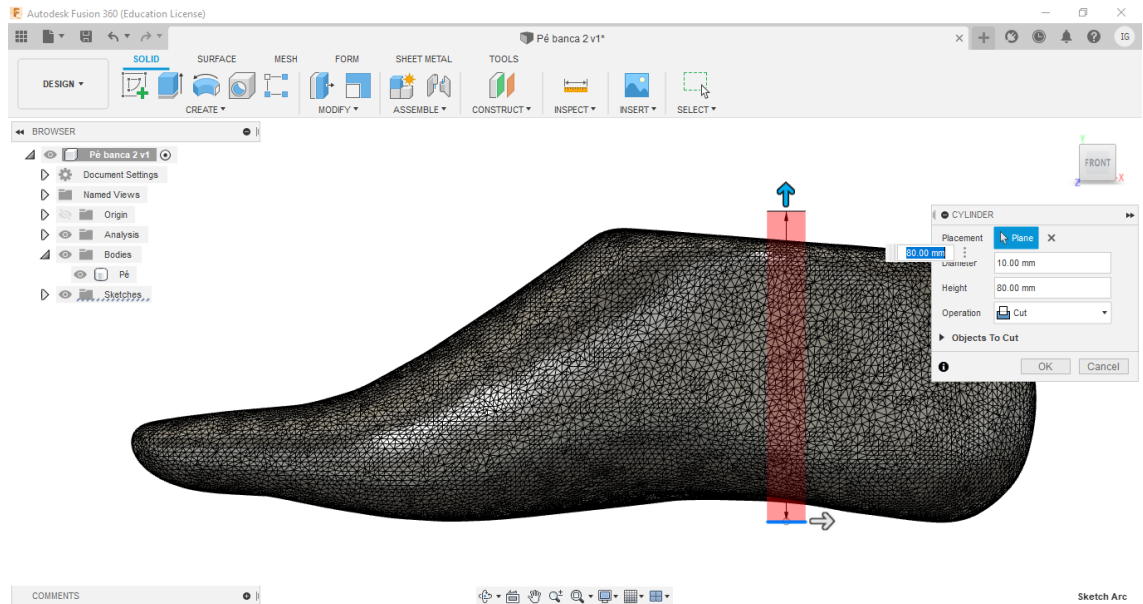 Autodesk Fusion 360 (Education License)
Pé banca 2 v1*
IG
DESIGN
SOLID SURFACE MESH FORM SHEET METAL TOOLS
CREATE MODIFY ASSEMBLE CONSTRUCT INSPECT INSERT SELECT
BROWSER
Pé banca 2 v1
Document Settings
Named Views
Origin
Analysis
Bodies
Pé
Sketches
Y
FRONT
Z X
CYLINDER
Placement Plane
80.00 mm
Diameter 10.00 mm
Height 80.00 mm
Operation Cut
Objects To Cut
OK Cancel
COMMENTS
Sketch Arc